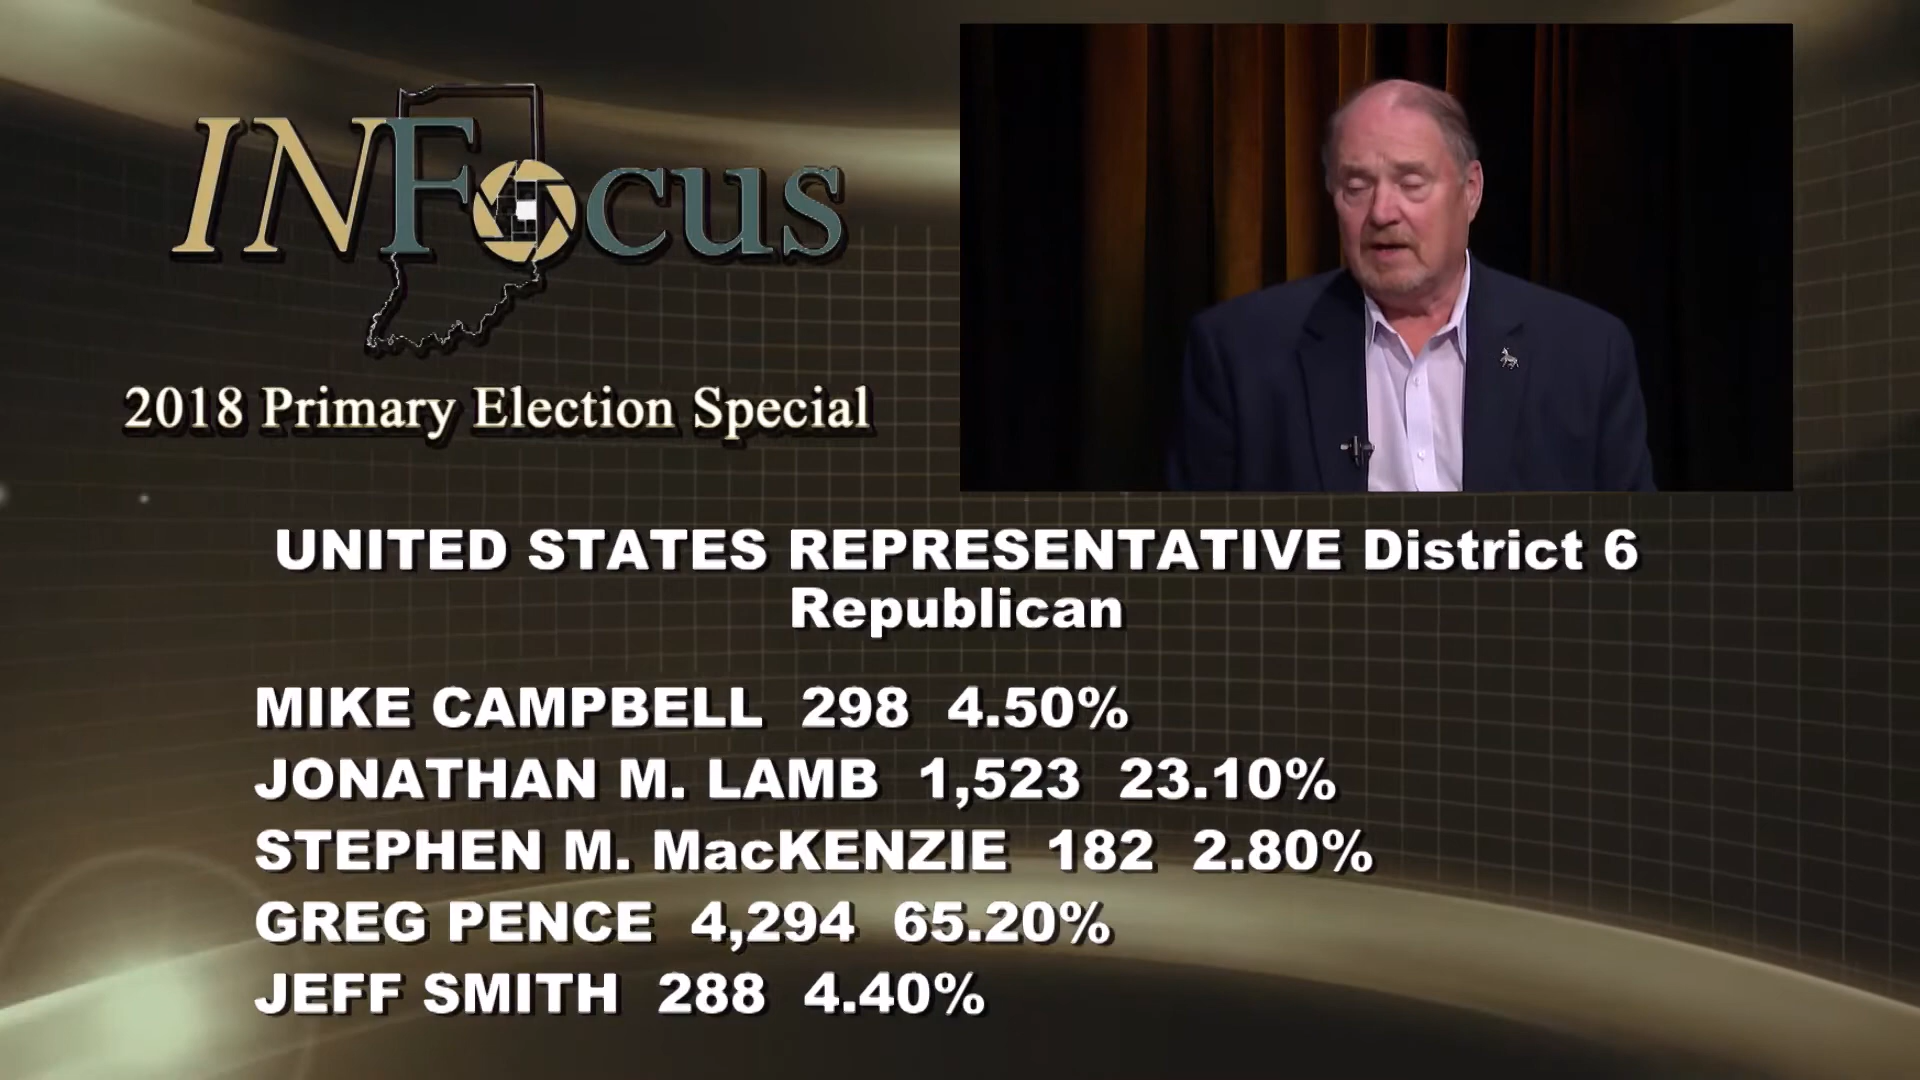 INFocus
2018 Primary Election Special
UNITED STATES REPRESENTATIVE District 6
Republican
MIKE CAMPBELL 298 4.50%
JONATHAN M. LAMB 1,523 23.10%
STEPHEN M. MacKENZIE 182 2.80%
GREG PENCE 4,294 65.20%
JEFF SMITH 288 4.40%